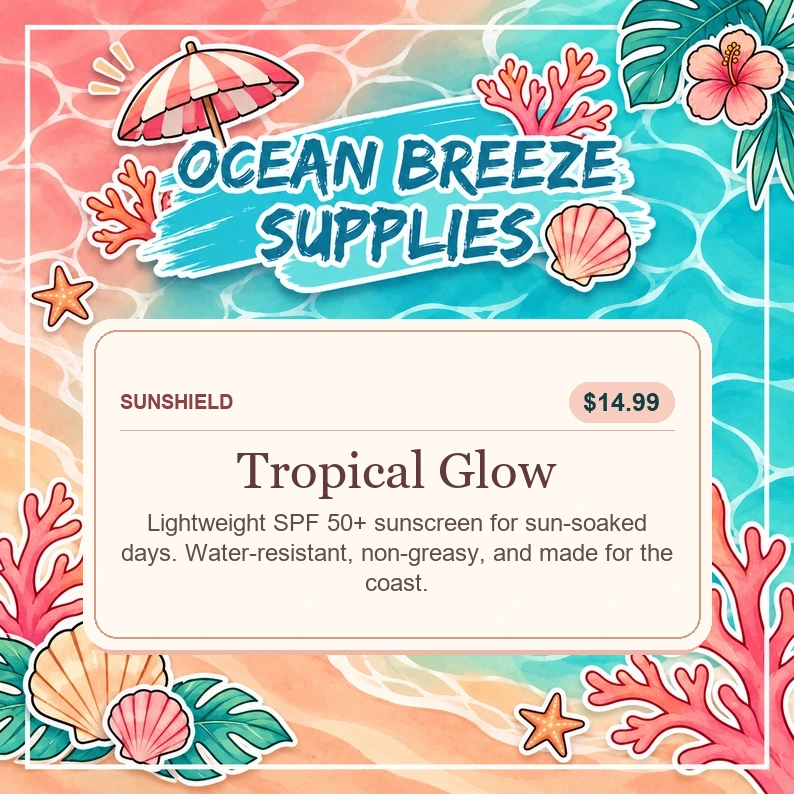 OCEAN BREEZE
SUPPLIES
SUNSHIELD
$14.99
Tropical Glow
Lightweight SPF 50+ sunscreen for sun-soaked
days. Water-resistant, non-greasy, and made for the
coast.